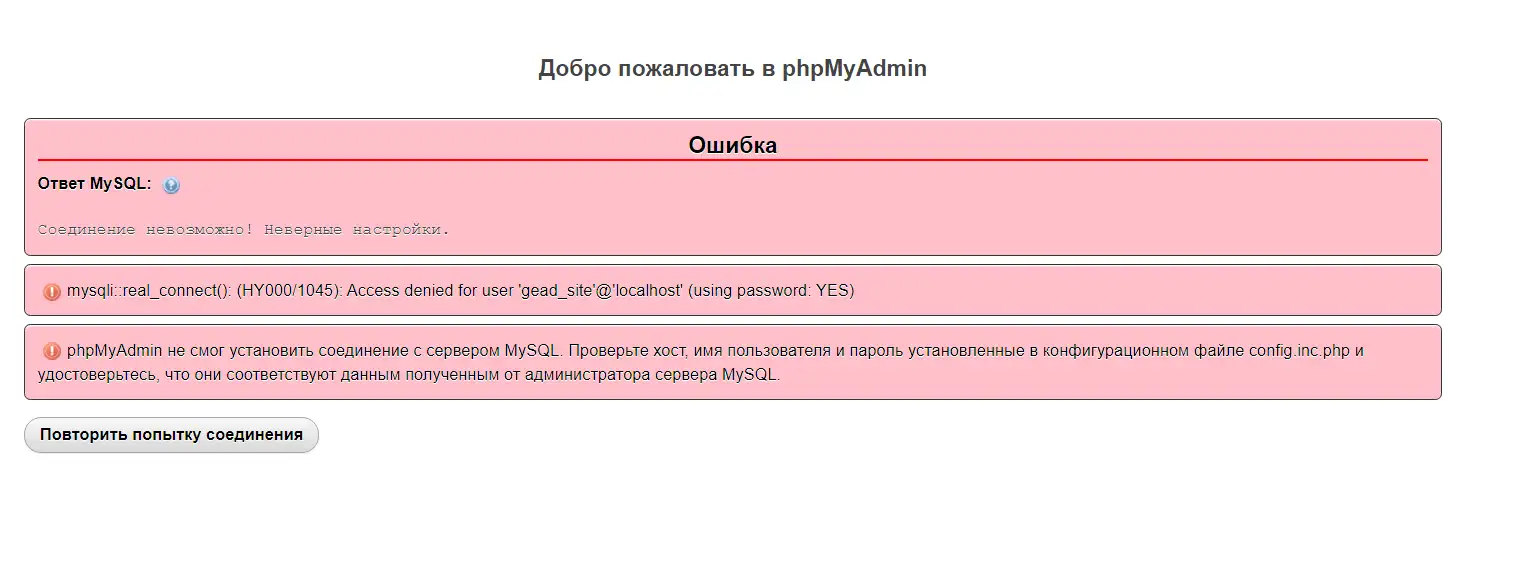 Добро пожаловать в phpMyAdmin
Ошибка
Ответ MySQL:
Соединение невозможно! Неверные настройки.
mysqli::real_connect(): (HY000/1045): Access denied for user 'gead_site'@'localhost' (using password: YES)
phpMyAdmin не смог установить соединение с сервером MySQL. Проверьте хост, имя пользователя и пароль установленные в конфигурационном файле config.inc.php и
удостоверьтесь, что они соответствуют данным полученным от администратора сервера MySQL.
Повторить попытку соединения